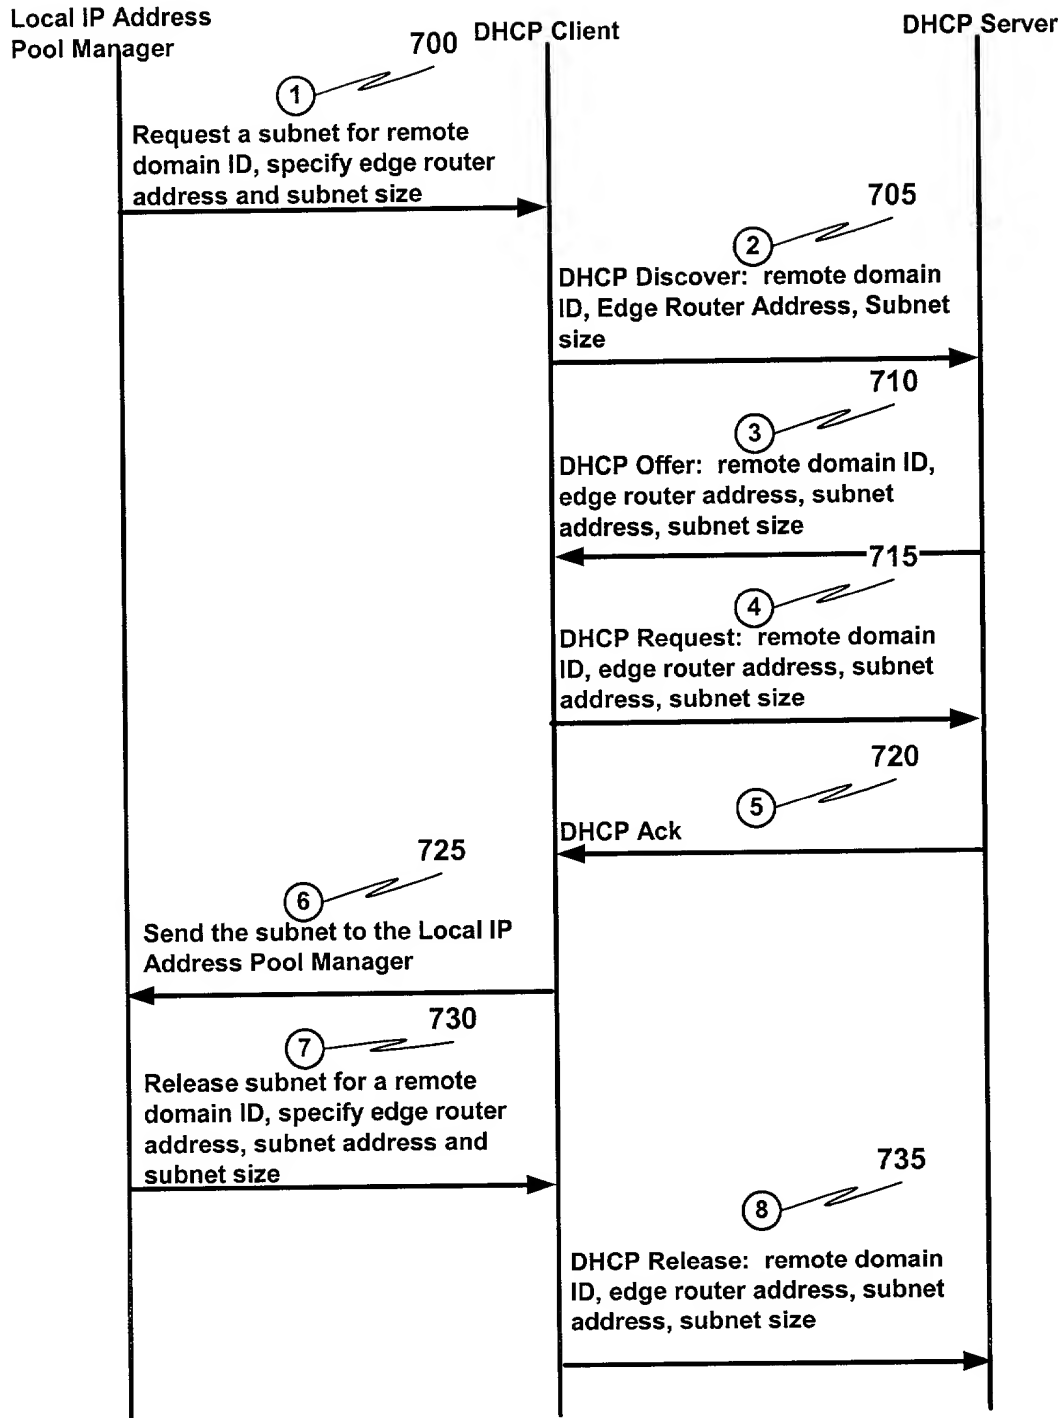 Local IP Address
Pool Manager
DHCP Client
DHCP Server
700
1
Request a subnet for remote
domain ID, specify edge router
address and subnet size
705
2
DHCP Discover: remote domain
ID, Edge Router Address, Subnet
size
710
3
DHCP Offer: remote domain ID,
edge router address, subnet
address, subnet size
715
4
DHCP Request: remote domain
ID, edge router address, subnet
address, subnet size
720
5
DHCP Ack
725
6
Send the subnet to the Local IP
Address Pool Manager
730
7
Release subnet for a remote
domain ID, specify edge router
address, subnet address and
subnet size
735
8
DHCP Release: remote domain
ID, edge router address, subnet
address, subnet size